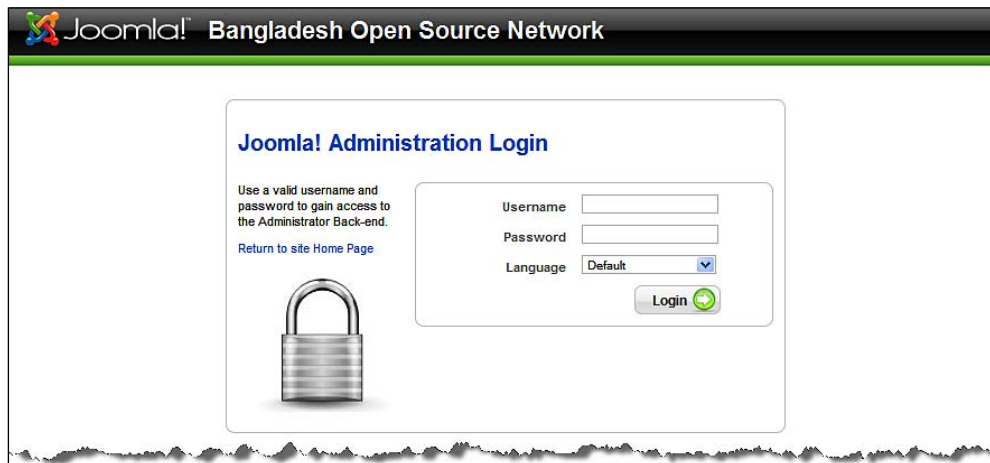 Joomla!™ Bangladesh Open Source Network
Joomla! Administration Login
Use a valid username and
password to gain access to
the Administrator Back-end.
Return to site Home Page
Username
Password
Language Default
Login